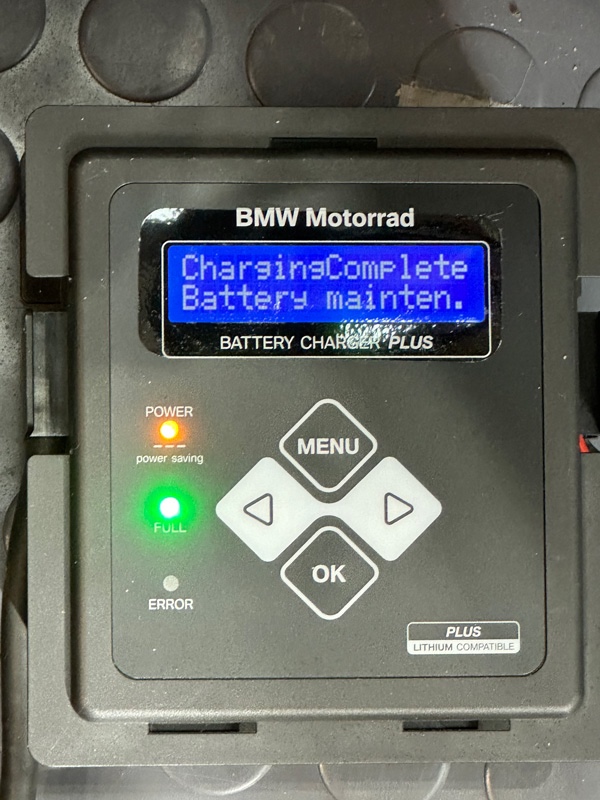 BMW Motorrad
ChargingComplete
Battery mainten.
BATTERY CHARGER PLUS
POWER
power saving
MENU
FULL
OK
ERROR
PLUS
LITHIUM COMPATIBLE